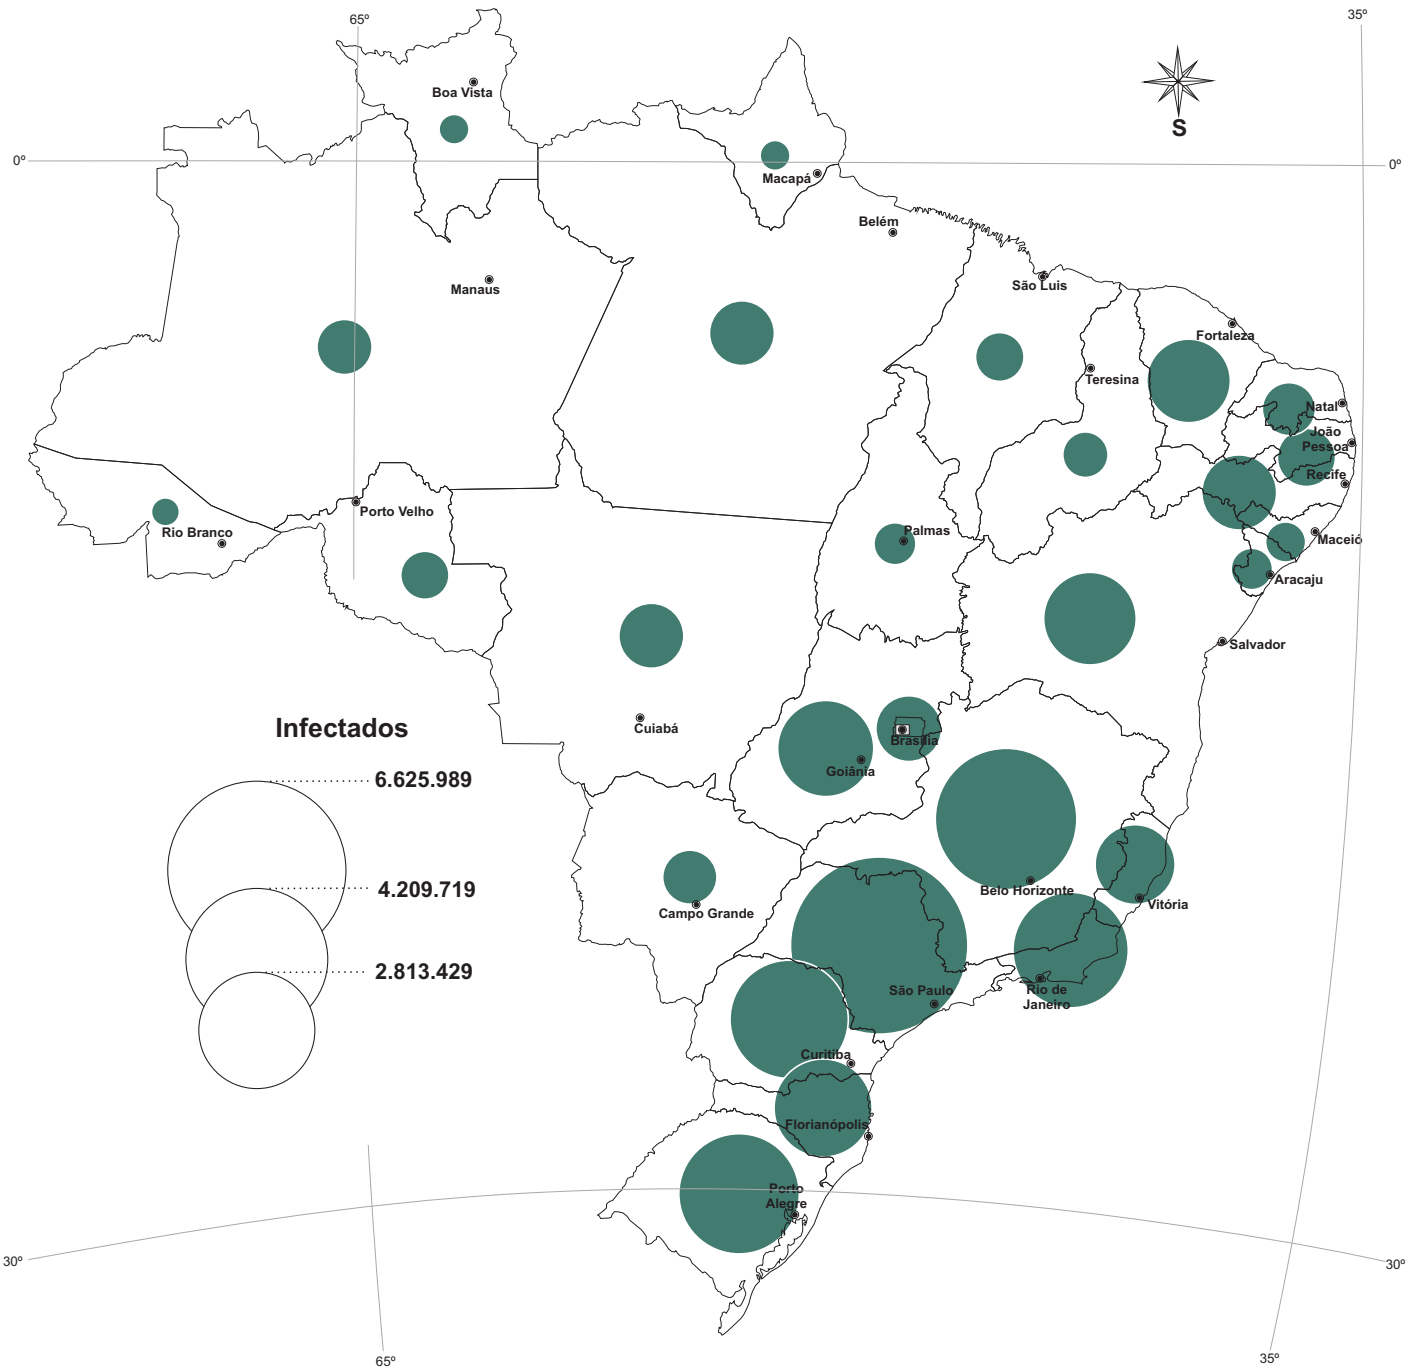 65º
35º
Boa Vista
S
0º
0º
Macapá
Belém
Manaus
São Luis
Fortaleza
Teresina
Natal
João
Pessoa
Recife
Porto Velho
Rio Branco
Palmas
Maceió
Aracaju
Salvador
Infectados
Cuiabá
Brasília
Goiânia
6.625.989
4.209.719
2.813.429
Belo Horizonte
Vitória
Campo Grande
São Paulo
Rio de
Janeiro
Curitiba
Florianópolis
Porto
Alegre
30º
30º
65º
35º